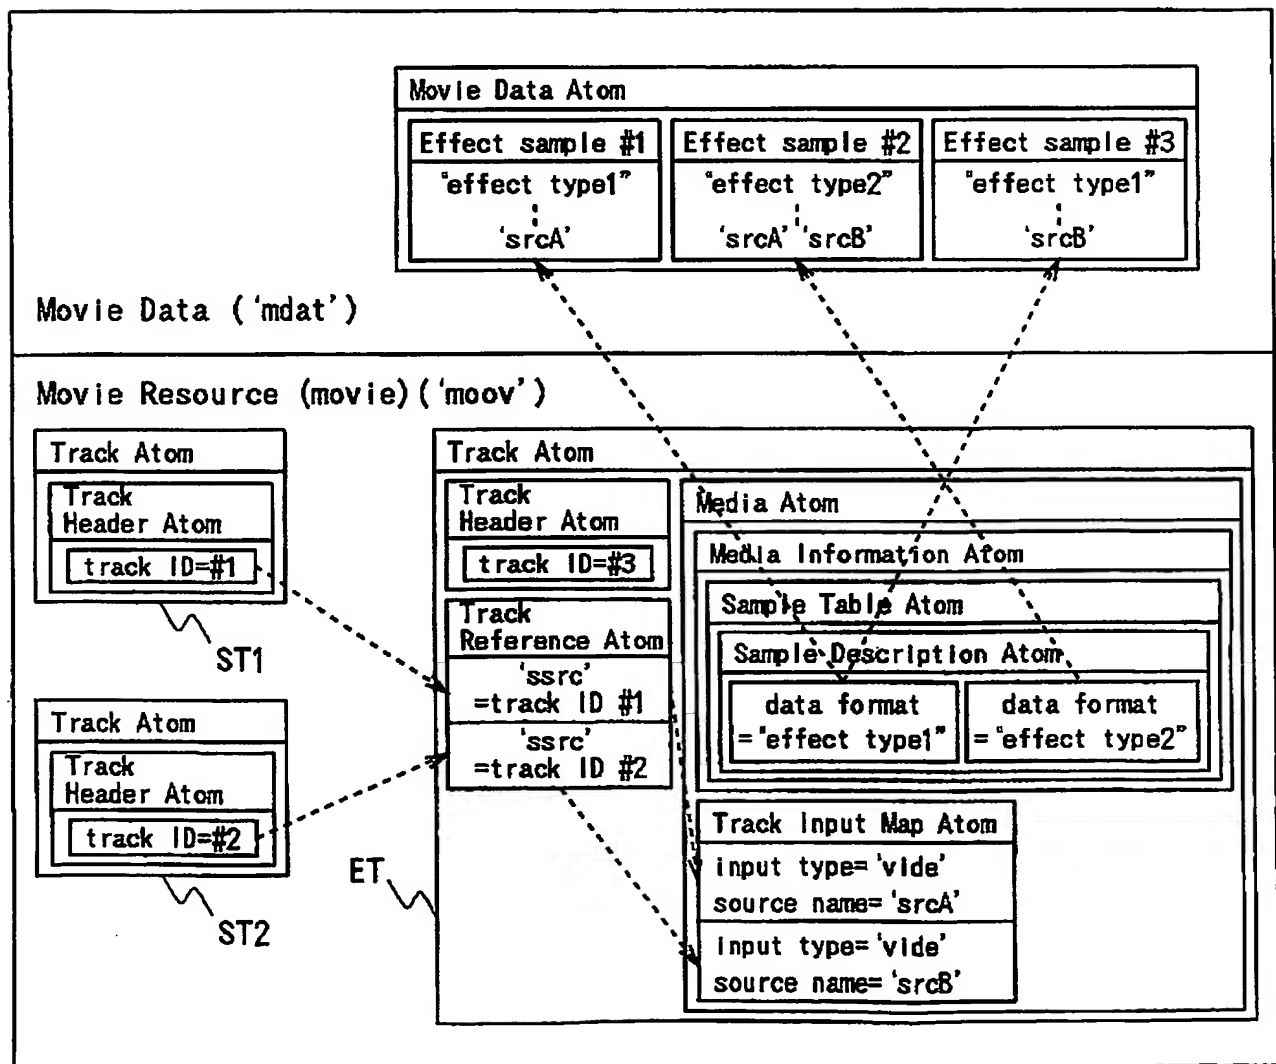 Movie Data Atom
Effect sample #1
"effect type1"
'srcA'
Effect sample #2
"effect type2"
'srcA' 'srcB'
Effect sample #3
"effect type1"
'srcB'
Movie Data ('mdat')
Movie Resource (movie) ('moov')
Track Atom
Track
Header Atom
track ID=#1
ST1
Track Atom
Track
Header Atom
track ID=#2
ST2
ET
Track Atom
Track
Header Atom
track ID=#3
Track
Reference Atom
'ssrc'
=track ID #1
'ssrc'
=track ID #2
Media Atom
Media Information Atom
Sample Table Atom
Sample Description Atom
data format
="effect type1"
data format
="effect type2"
Track Input Map Atom
input type='vide'
source name='srcA'
input type='vide'
source name='srcB'